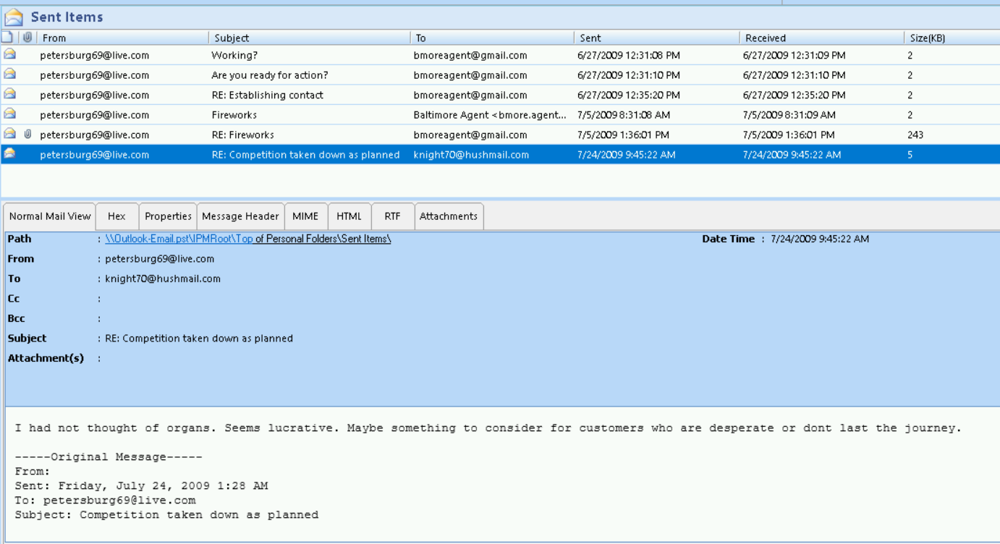 Sent Items
From Subject To Sent Received Size(KB)
petersburg69@live.com Working? bmoreagent@gmail.com 6/27/2009 12:31:08 PM 6/27/2009 12:31:09 PM 2
petersburg69@live.com Are you ready for action? bmoreagent@gmail.com 6/27/2009 12:31:10 PM 6/27/2009 12:31:10 PM 2
petersburg69@live.com RE: Establishing contact bmoreagent@gmail.com 6/27/2009 12:35:20 PM 6/27/2009 12:35:20 PM 2
petersburg69@live.com Fireworks Baltimore Agent <bmore.agent... 7/5/2009 8:31:08 AM 7/5/2009 8:31:09 AM 2
petersburg69@live.com RE: Fireworks bmoreagent@gmail.com 7/5/2009 1:36:01 PM 7/5/2009 1:36:01 PM 243
petersburg69@live.com RE: Competition taken down as planned knight70@hushmail.com 7/24/2009 9:45:22 AM 7/24/2009 9:45:22 AM 5
Normal Mail View Hex Properties Message Header MIME HTML RTF Attachments
Path : \\Outlook-Email.pst\IPMRoot\Top of Personal Folders\Sent Items\ Date Time : 7/24/2009 9:45:22 AM
From : petersburg69@live.com
To : knight70@hushmail.com
Cc :
Bcc :
Subject : RE: Competition taken down as planned
Attachment(s) :
I had not thought of organs. Seems lucrative. Maybe something to consider for customers who are desperate or dont last the journey.
-----Original Message-----
From:
Sent: Friday, July 24, 2009 1:28 AM
To: petersburg69@live.com
Subject: Competition taken down as planned